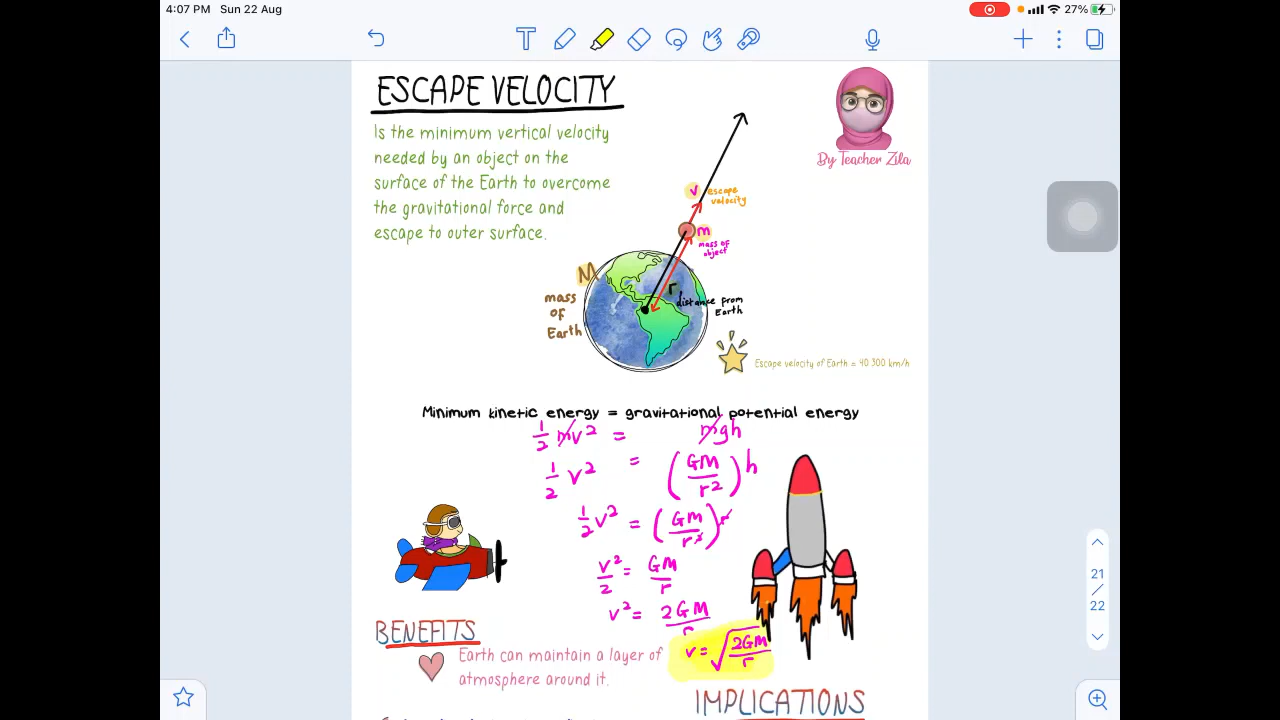 4:07 PM Sun 22 Aug
27%
ESCAPE VELOCITY
Is the minimum vertical velocity
needed by an object on the
surface of the Earth to overcome
the gravitational force and
escape to outer surface.
By Teacher Zila
v escape
velocity
m
mass of
object
M
mass
of
Earth
r
distance from
Earth
Escape velocity of Earth = 40 300 km/h
Minimum kinetic energy = gravitational potential energy
1/2 mv² = mgh
1/2 v² = (GM/r²)h
1/2 v² = (GM/r²)r
v²/2 = GM/r
v² = 2GM/r
v = √(2GM/r)
BENEFITS
Earth can maintain a layer of
atmosphere around it.
IMPLICATIONS
21
/
22